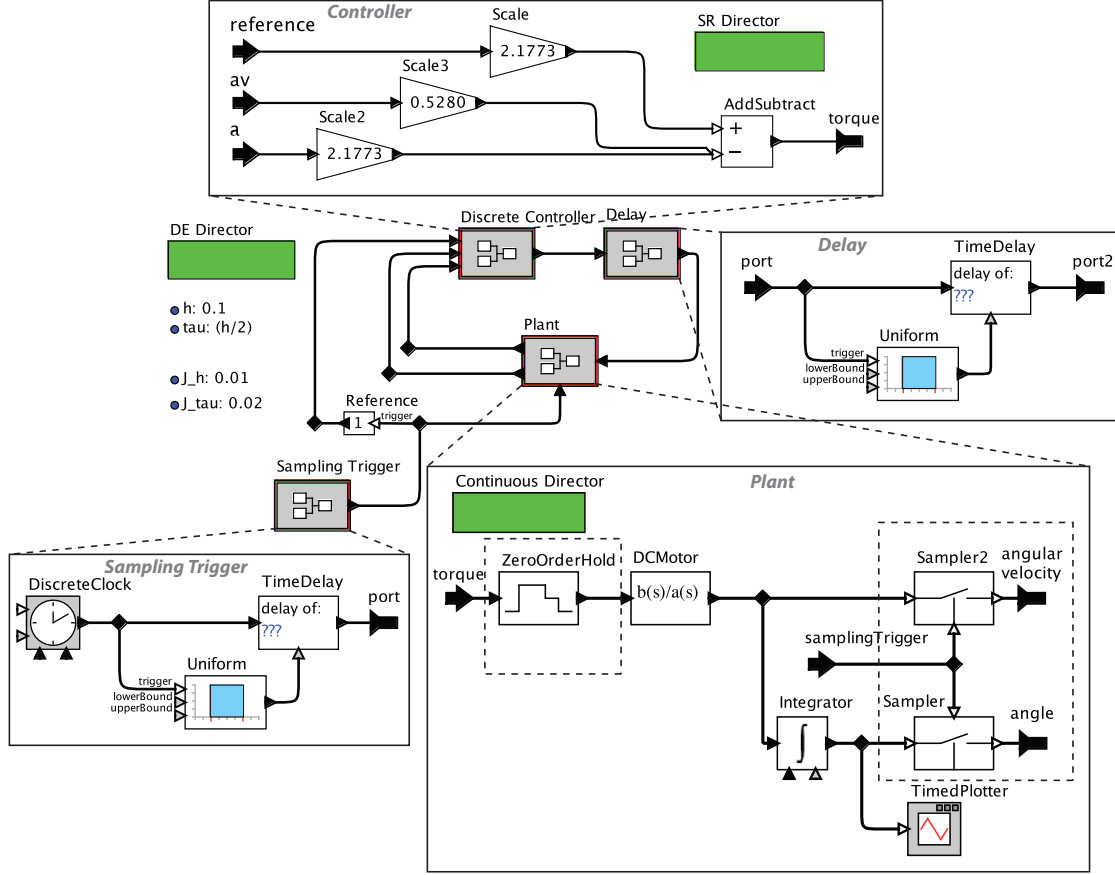 Controller
reference
Scale
2.1773
SR Director
av
Scale3
0.5280
AddSubtract
a
Scale2
2.1773
+
−
torque
DE Director
h: 0.1
tau: (h/2)
J_h: 0.01
J_tau: 0.02
Discrete Controller
Delay
Plant
Reference
1
trigger
Sampling Trigger
Delay
port
TimeDelay
delay of:
???
port2
Uniform
trigger
lowerBound
upperBound
Sampling Trigger
DiscreteClock
TimeDelay
delay of:
???
port
Uniform
trigger
lowerBound
upperBound
Plant
Continuous Director
torque
ZeroOrderHold
DCMotor
b(s)/a(s)
Sampler2
angular
velocity
samplingTrigger
Integrator
∫
Sampler
angle
TimedPlotter